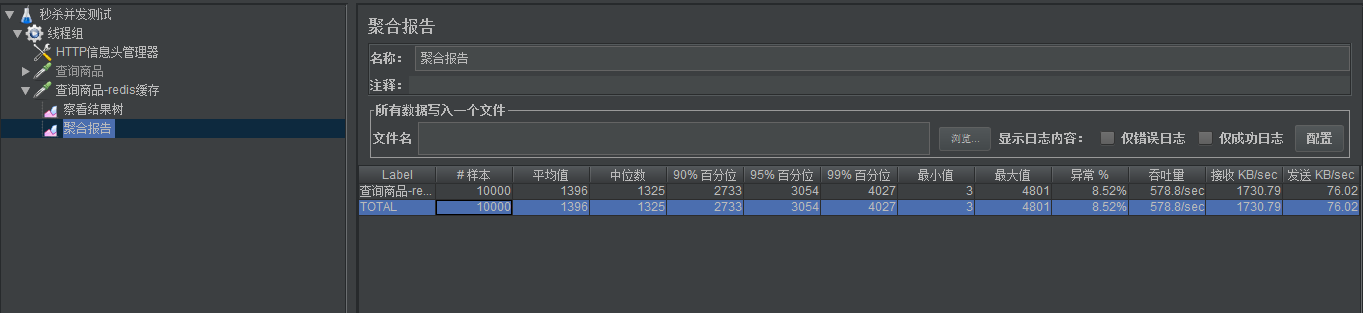 秒杀并发测试
线程组
HTTP信息头管理器
查询商品
查询商品-redis缓存
察看结果树
聚合报告
聚合报告
名称： 聚合报告
注释：
所有数据写入一个文件
文件名 浏览... 显示日志内容： 仅错误日志 仅成功日志 配置
Label # 样本 平均值 中位数 90% 百分位 95% 百分位 99% 百分位 最小值 最大值 异常 % 吞吐量 接收 KB/sec 发送 KB/sec
查询商品-re... 10000 1396 1325 2733 3054 4027 3 4801 8.52% 578.8/sec 1730.79 76.02
TOTAL 10000 1396 1325 2733 3054 4027 3 4801 8.52% 578.8/sec 1730.79 76.02